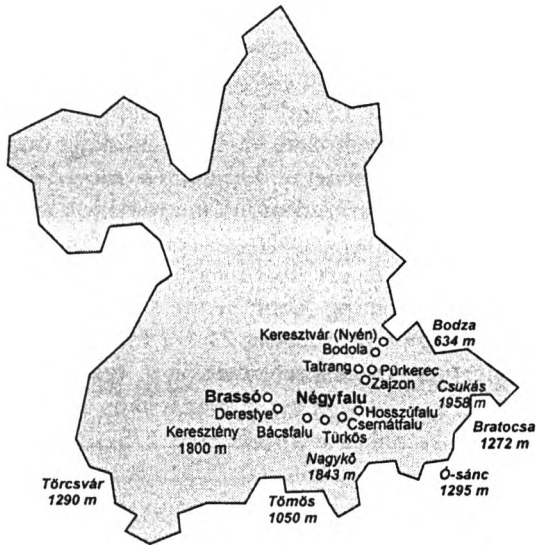 Keresztvár (Nyén)
Bodola
Bodza
634 m
Tatrang
Pürkerec
Zajzon
Csukás
1958 m
Brassó
Négyfalu
Derestye
Hosszúfalu
Csernátfalu
Keresztény
1800 m
Bácsfalu
Türkös
Bratocsa
1272 m
Nagykő
1843 m
Törcsvár
1290 m
Tömös
1050 m
Ó-sánc
1295 m